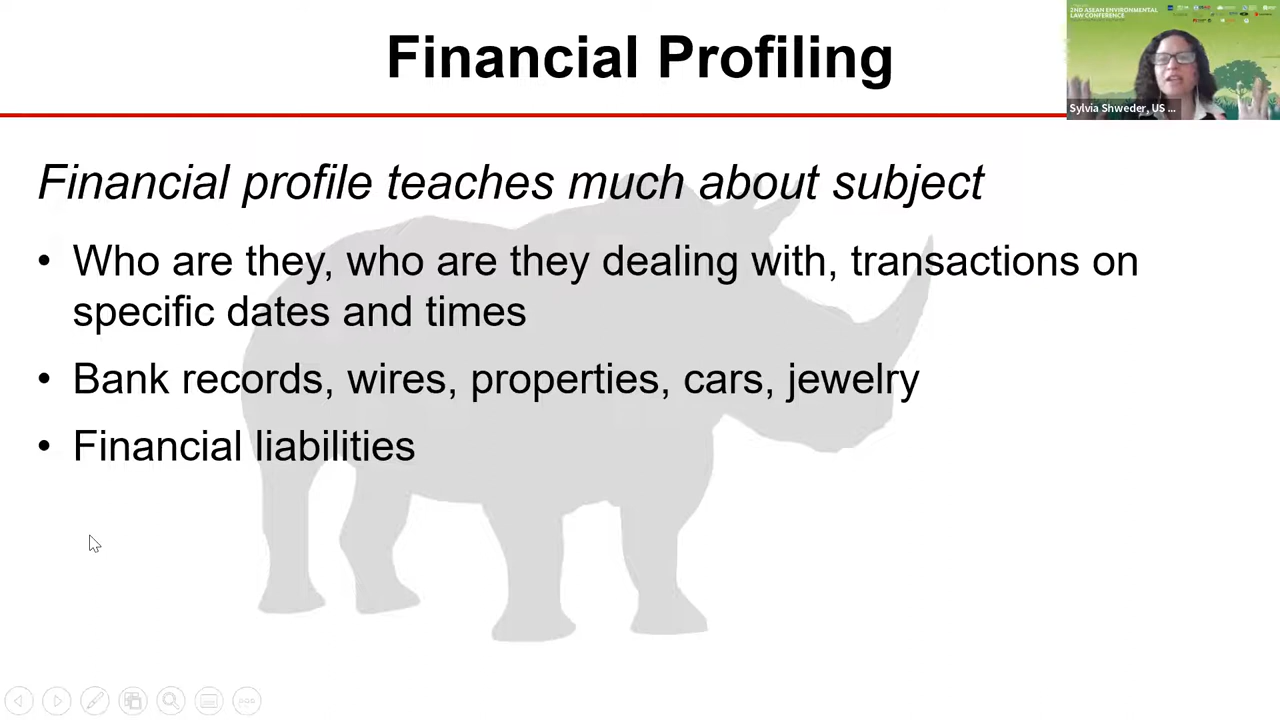 Financial Profiling
2ND ASEAN ENVIRONMENTAL
LAW CONFERENCE
Sylvia Shweder, US ...
Financial profile teaches much about subject
• Who are they, who are they dealing with, transactions on
specific dates and times
• Bank records, wires, properties, cars, jewelry
• Financial liabilities